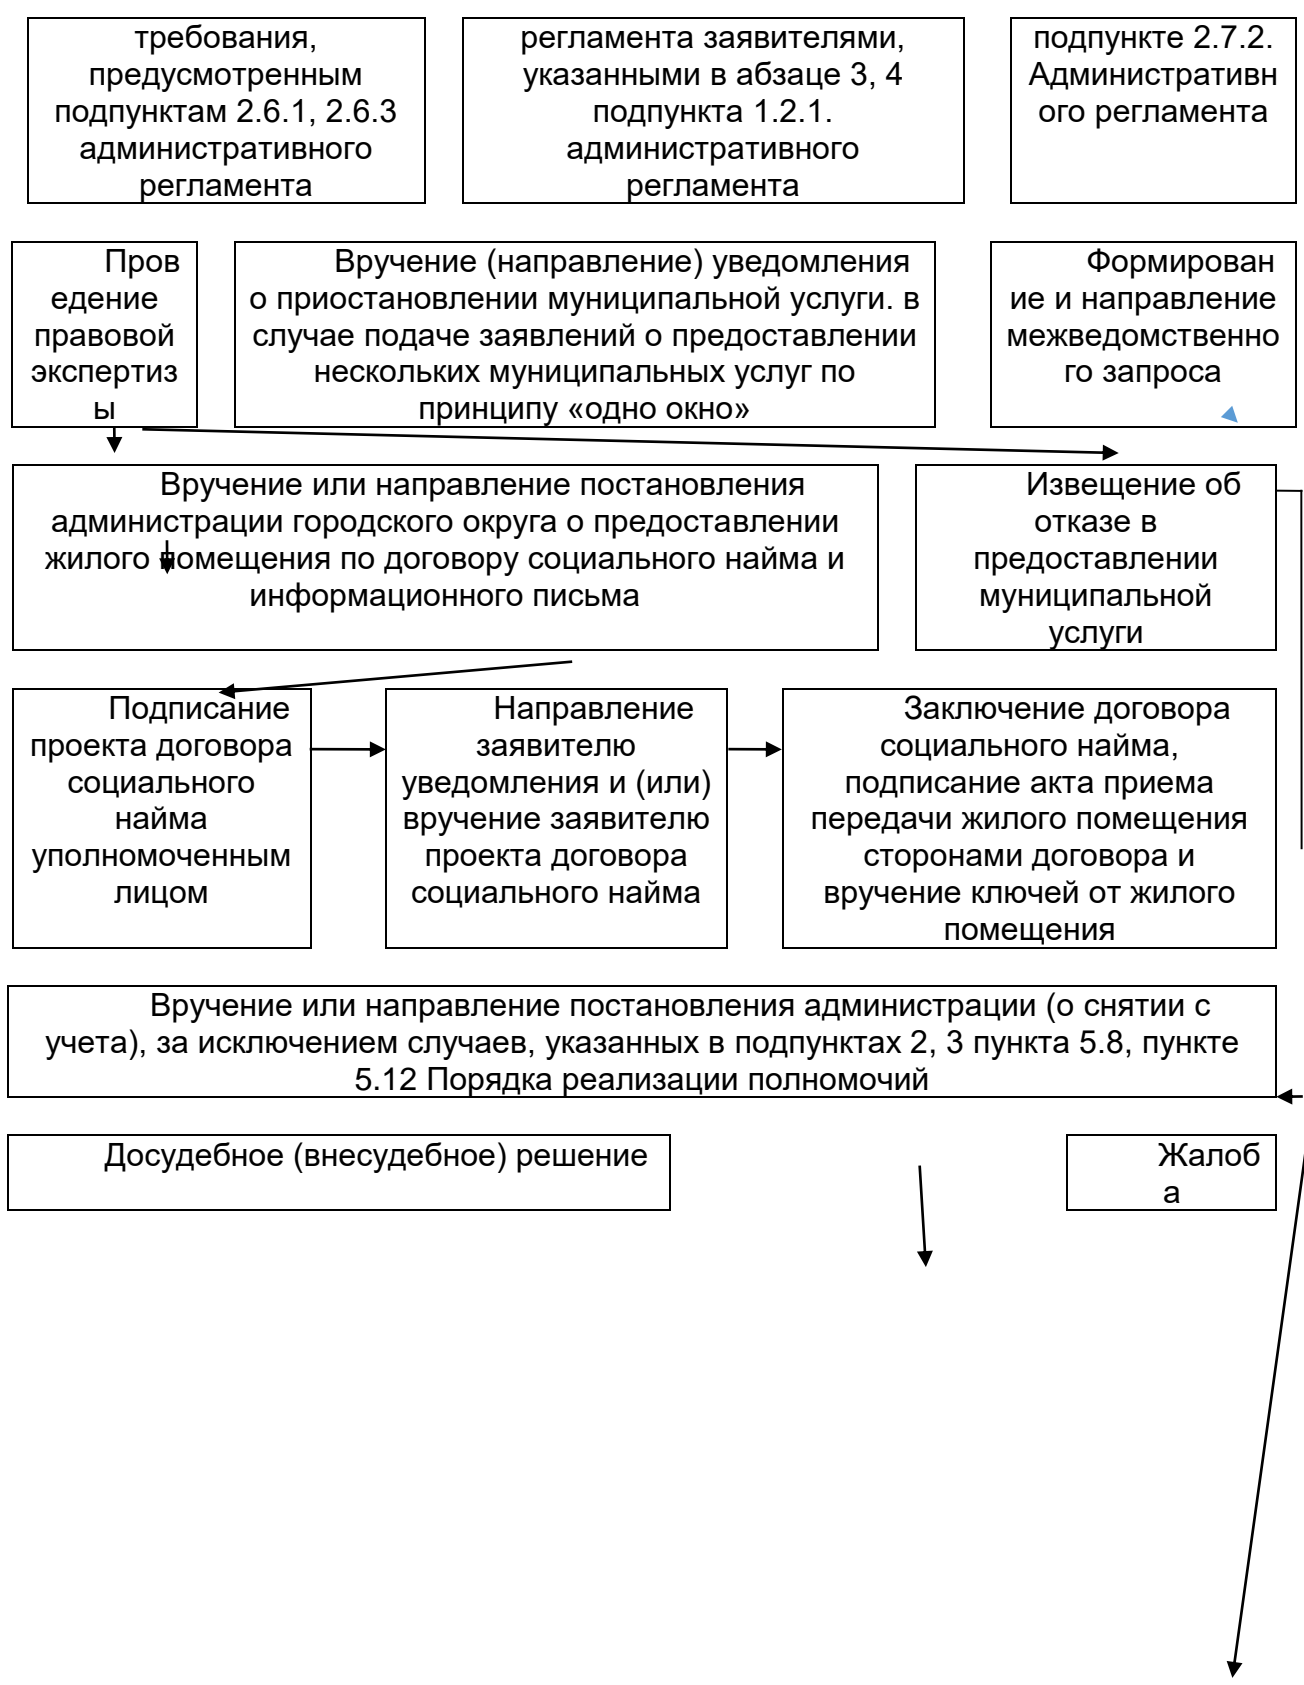 требования,
предусмотренным
подпунктам 2.6.1, 2.6.3
административного
регламента
регламента заявителями,
указанными в абзаце 3, 4
подпункта 1.2.1.
административного
регламента
подпункте 2.7.2.
Административн
ого регламента
Пров
едение
правовой
экспертиз
ы
Вручение (направление) уведомления
о приостановлении муниципальной услуги. в
случае подаче заявлений о предоставлении
нескольких муниципальных услуг по
принципу «одно окно»
Формирован
ие и направление
межведомственно
го запроса
Вручение или направление постановления
администрации городского округа о предоставлении
жилого помещения по договору социального найма и
информационного письма
Извещение об
отказе в
предоставлении
муниципальной
услуги
Подписание
проекта договора
социального
найма
уполномоченным
лицом
Направление
заявителю
уведомления и (или)
вручение заявителю
проекта договора
социального найма
Заключение договора
социального найма,
подписание акта приема
передачи жилого помещения
сторонами договора и
вручение ключей от жилого
помещения
Вручение или направление постановления администрации (о снятии с
учета), за исключением случаев, указанных в подпунктах 2, 3 пункта 5.8, пункте
5.12 Порядка реализации полномочий
Досудебное (внесудебное) решение
Жалоб
а